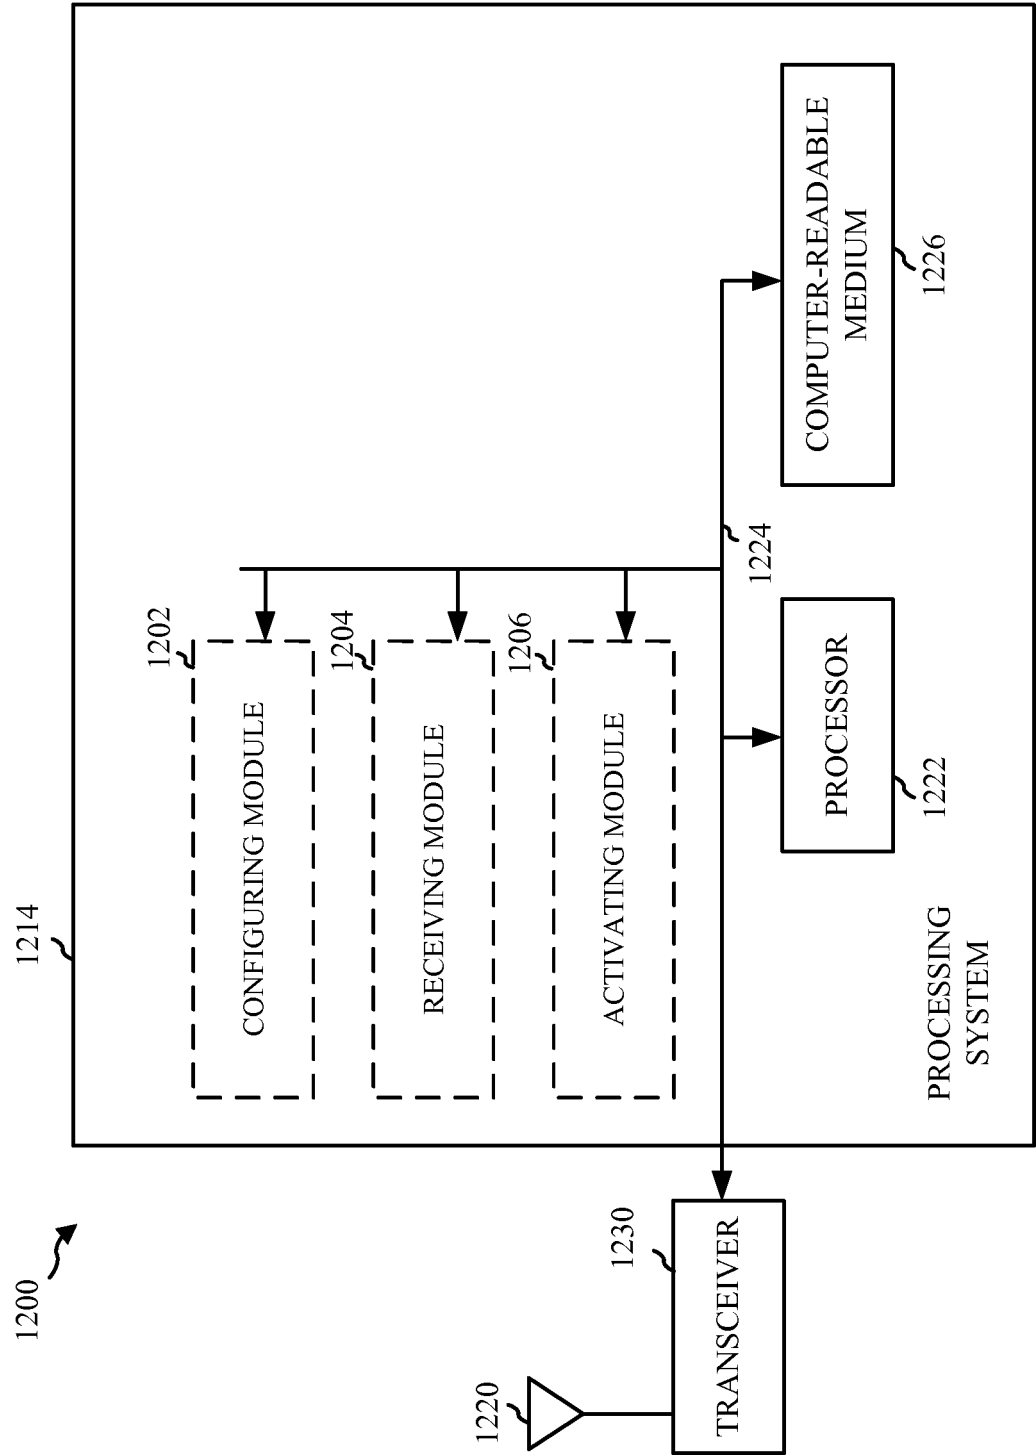 1200
1214
1202
CONFIGURING MODULE
1204
RECEIVING MODULE
1206
ACTIVATING MODULE
1220
1230
TRANSCEIVER
1224
PROCESSOR
1222
COMPUTER-READABLE
MEDIUM
1226
PROCESSING
SYSTEM